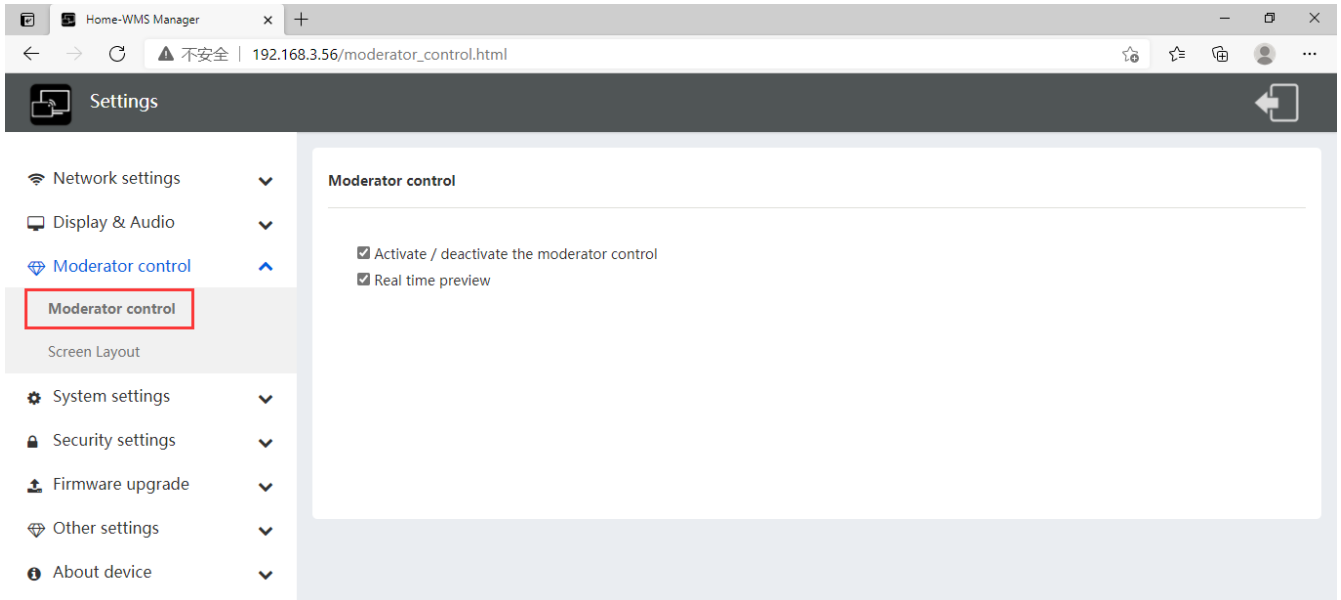 Home-WMS Manager
不安全 | 192.168.3.56/moderator_control.html
Settings
Network settings
Display & Audio
Moderator control
Moderator control
Screen Layout
System settings
Security settings
Firmware upgrade
Other settings
About device
Moderator control
Activate / deactivate the moderator control
Real time preview